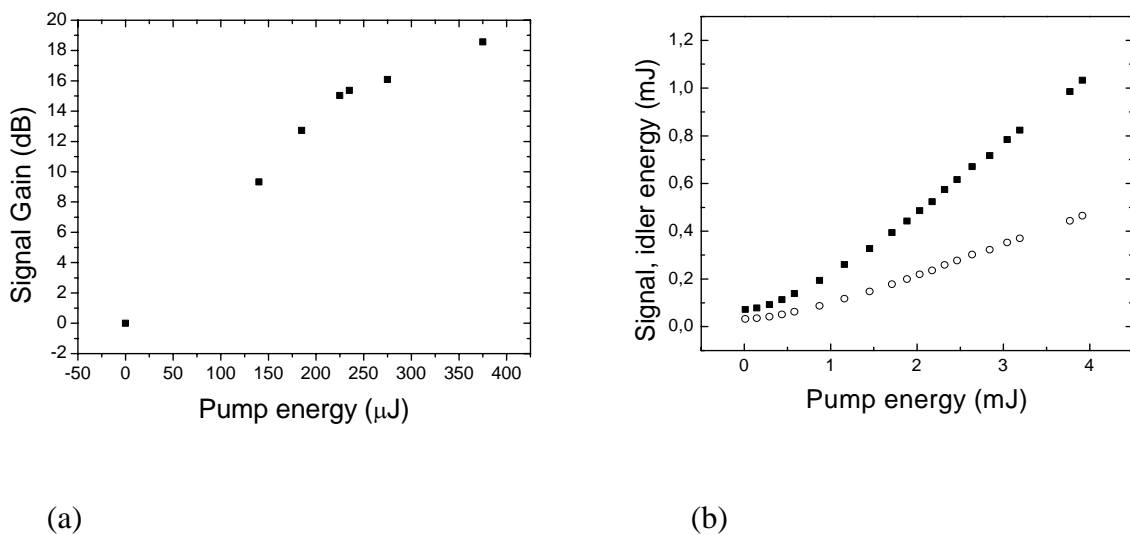 20
18
16
14
12
10
8
6
4
2
0
-2
Signal Gain (dB)
-50 0 50 100 150 200 250 300 350 400
Pump energy (μJ)
(a)
1,2
1,0
0,8
0,6
0,4
0,2
0,0
Signal, idler energy (mJ)
0 1 2 3 4
Pump energy (mJ)
(b)